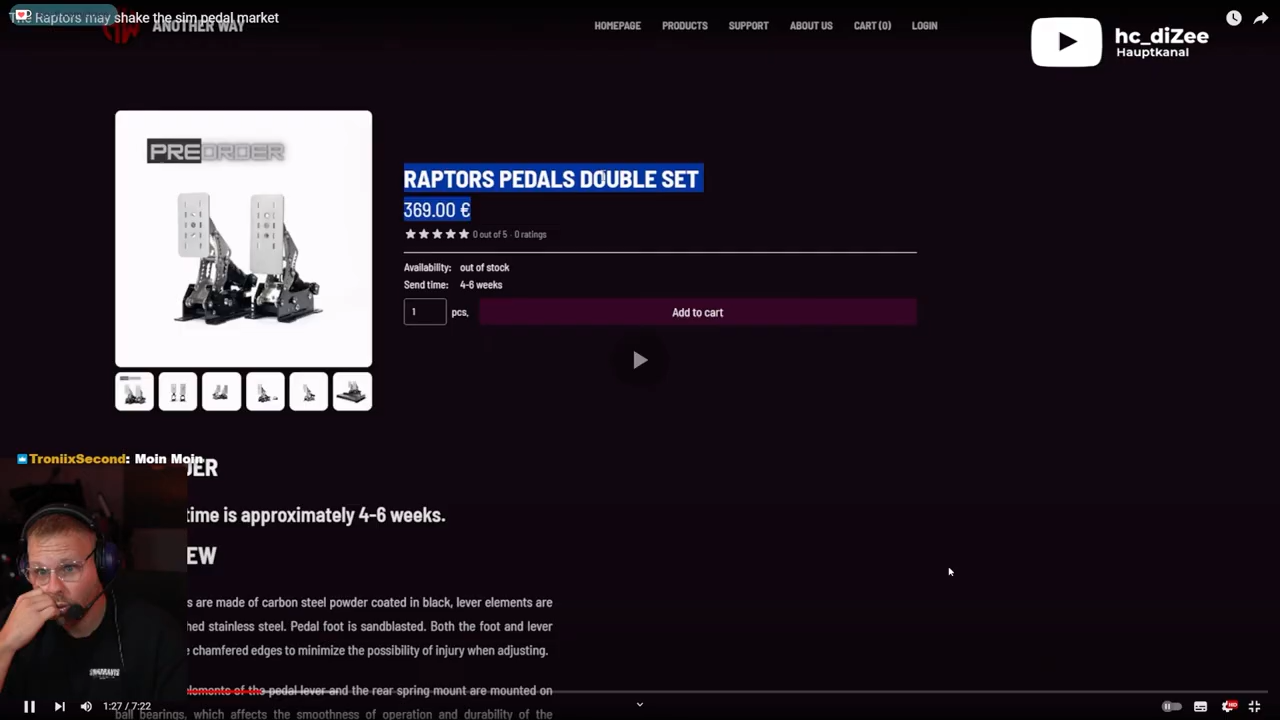 The Raptors may shake the sim pedal market
ANOTHER WAY
HOMEPAGE PRODUCTS SUPPORT ABOUT US CART (0) LOGIN
hc_diZee
Hauptkanal
PREORDER
RAPTORS PEDALS DOUBLE SET
369.00 €
0 out of 5 - 0 ratings
Availability: out of stock
Send time: 4-6 weeks
1 pcs, Add to cart
TroniixSecond: Moin Moin
DER
time is approximately 4-6 weeks.
EW
s are made of carbon steel powder coated in black, lever elements are
hed stainless steel. Pedal foot is sandblasted. Both the foot and lever
e chamfered edges to minimize the possibility of injury when adjusting.
elements of the pedal lever and the rear spring mount are mounted on
ball bearings, which affects the smoothness of operation and durability of the
1:27 / 7:22